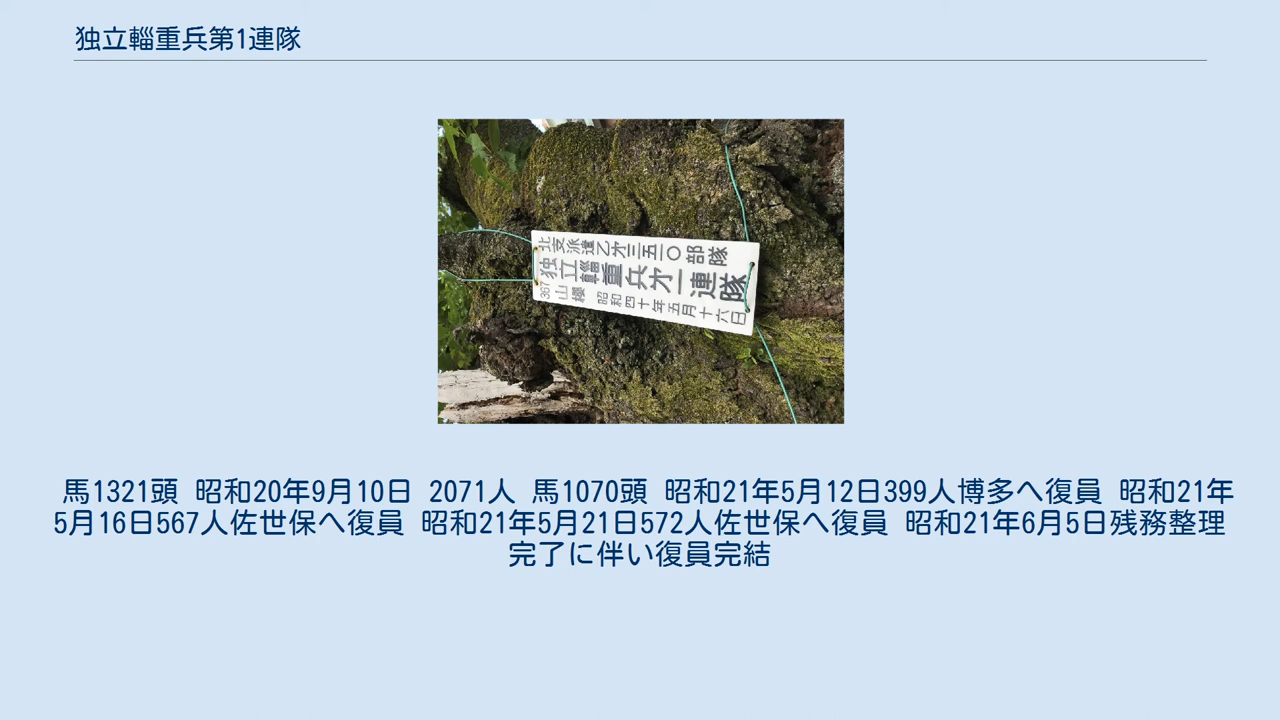 独立輜重兵第1連隊
北支派遣乙才三五一〇部隊
独立輜重兵才一連隊
367 山櫻 昭和四十年五月十六日
馬1321頭 昭和20年9月10日 2071人 馬1070頭 昭和21年5月12日399人博多へ復員 昭和21年
5月16日567人佐世保へ復員 昭和21年5月21日572人佐世保へ復員 昭和21年6月5日残務整理
完了に伴い復員完結